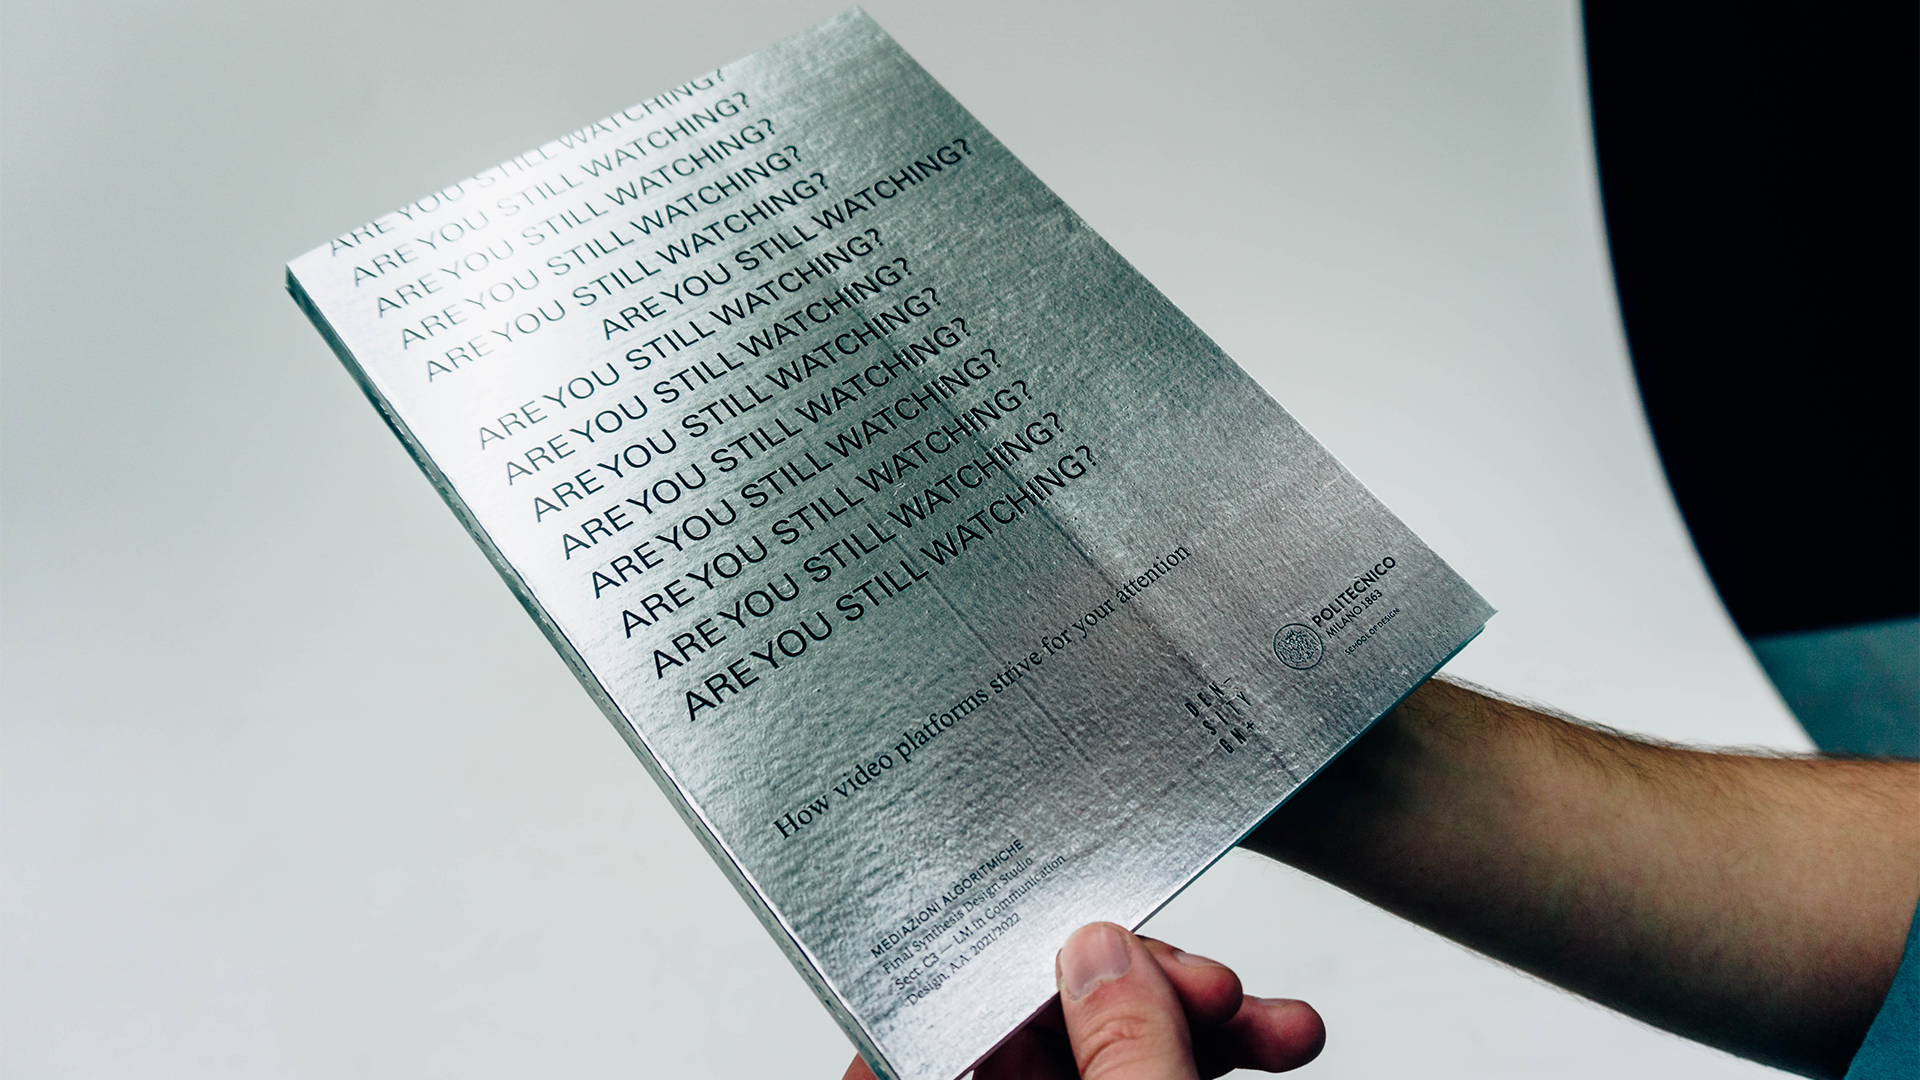 ARE YOU STILL WATCHING?
ARE YOU STILL WATCHING?
ARE YOU STILL WATCHING?
ARE YOU STILL WATCHING?
ARE YOU STILL WATCHING?
ARE YOU STILL WATCHING?
ARE YOU STILL WATCHING?
ARE YOU STILL WATCHING?
ARE YOU STILL WATCHING?
ARE YOU STILL WATCHING?
ARE YOU STILL WATCHING?
ARE YOU STILL WATCHING?
ARE YOU STILL WATCHING?
ARE YOU STILL WATCHING?
How video platforms strive for your attention
MEDIAZIONI ALGORITMICHE
Final Synthesis Design Studio
Sect. C3 — LM in Communication
Design, A.A. 2021/2022
DEN—
SITY
GN+
POLITECNICO
MILANO 1863
SCHOOL OF DESIGN